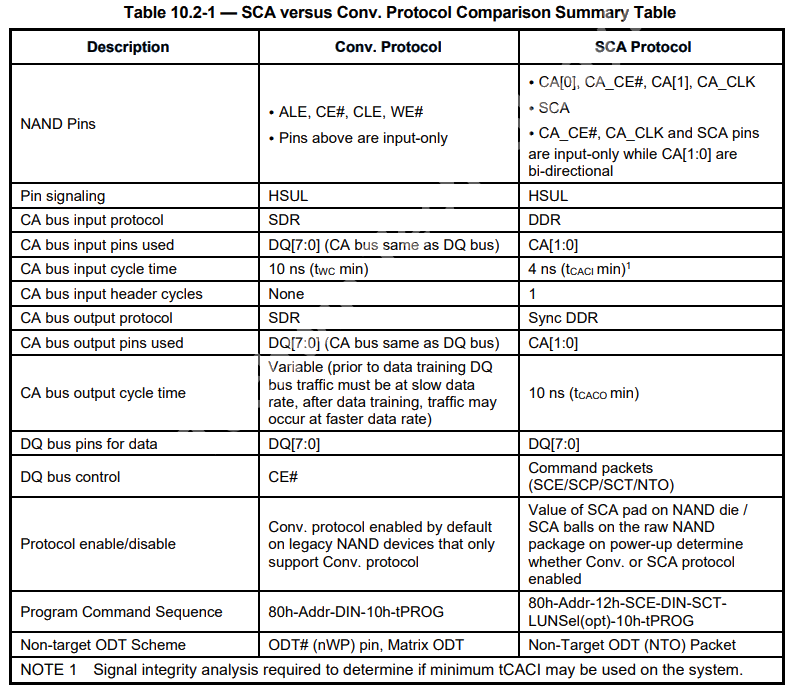 Table 10.2-1 — SCA versus Conv. Protocol Comparison Summary Table
Description
Conv. Protocol
SCA Protocol
NAND Pins
• ALE, CE#, CLE, WE#
• Pins above are input-only
• CA[0], CA_CE#, CA[1], CA_CLK
• SCA
• CA_CE#, CA_CLK and SCA pins
are input-only while CA[1:0] are
bi-directional
Pin signaling
HSUL
HSUL
CA bus input protocol
SDR
DDR
CA bus input pins used
DQ[7:0] (CA bus same as DQ bus)
CA[1:0]
CA bus input cycle time
10 ns (tWC min)
4 ns (tCACI min)1
CA bus input header cycles
None
1
CA bus output protocol
SDR
Sync DDR
CA bus output pins used
DQ[7:0] (CA bus same as DQ bus)
CA[1:0]
CA bus output cycle time
Variable (prior to data training DQ
bus traffic must be at slow data
rate, after data training, traffic may
occur at faster data rate)
10 ns (tCACO min)
DQ bus pins for data
DQ[7:0]
DQ[7:0]
DQ bus control
CE#
Command packets
(SCE/SCP/SCT/NTO)
Protocol enable/disable
Conv. protocol enabled by default
on legacy NAND devices that only
support Conv. protocol
Value of SCA pad on NAND die /
SCA balls on the raw NAND
package on power-up determine
whether Conv. or SCA protocol
enabled
Program Command Sequence
80h-Addr-DIN-10h-tPROG
80h-Addr-12h-SCE-DIN-SCT-
LUNSel(opt)-10h-tPROG
Non-target ODT Scheme
ODT# (nWP) pin, Matrix ODT
Non-Target ODT (NTO) Packet
NOTE 1 Signal integrity analysis required to determine if minimum tCACI may be used on the system.